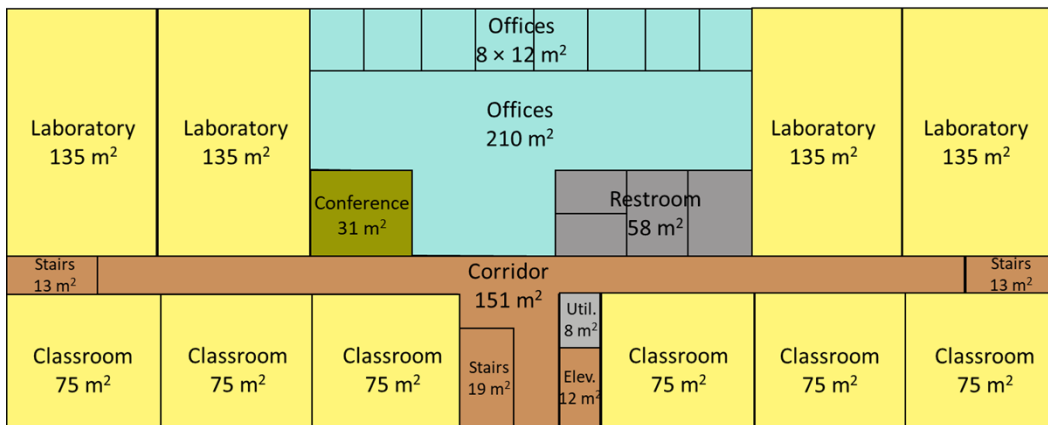 Offices
8 × 12 m²
Offices
210 m²
Laboratory
135 m²
Laboratory
135 m²
Laboratory
135 m²
Laboratory
135 m²
Conference
31 m²
Restroom
58 m²
Stairs
13 m²
Corridor
151 m²
Stairs
13 m²
Classroom
75 m²
Classroom
75 m²
Classroom
75 m²
Stairs
19 m²
Util.
8 m²
Elev.
12 m²
Classroom
75 m²
Classroom
75 m²
Classroom
75 m²